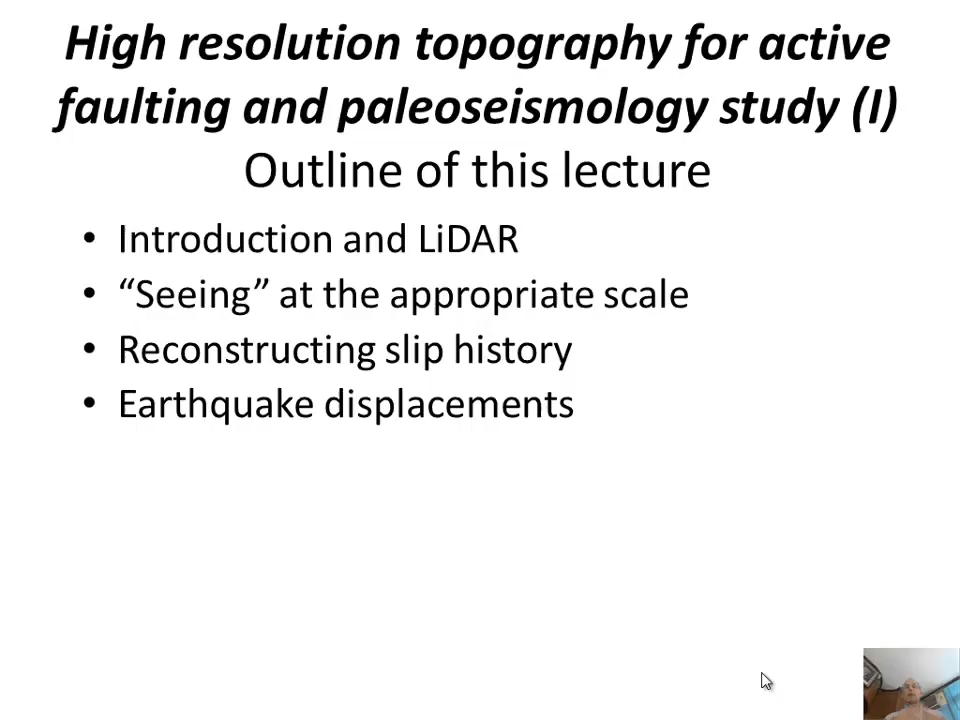 High resolution topography for active
faulting and paleoseismology study (I)
Outline of this lecture
• Introduction and LiDAR
• “Seeing” at the appropriate scale
• Reconstructing slip history
• Earthquake displacements